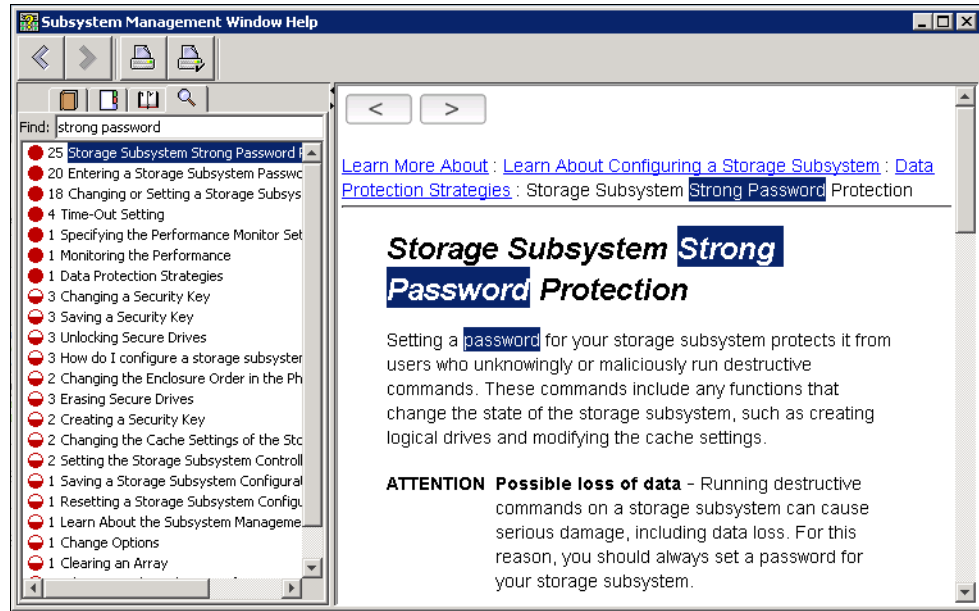 Subsystem Management Window Help
Find: strong password
25 Storage Subsystem Strong Password
20 Entering a Storage Subsystem Passwo
18 Changing or Setting a Storage Subsys
4 Time-Out Setting
1 Specifying the Performance Monitor Set
1 Monitoring the Performance
1 Data Protection Strategies
3 Changing a Security Key
3 Saving a Security Key
3 Unlocking Secure Drives
3 How do I configure a storage subsyster
2 Changing the Enclosure Order in the Ph
3 Erasing Secure Drives
2 Creating a Security Key
2 Changing the Cache Settings of the Sto
2 Setting the Storage Subsystem Controll
1 Saving a Storage Subsystem Configurat
1 Resetting a Storage Subsystem Configu
1 Learn About the Subsystem Manageme
1 Change Options
1 Clearing an Array
< >
Learn More About : Learn About Configuring a Storage Subsystem : Data
Protection Strategies : Storage Subsystem Strong Password Protection
Storage Subsystem Strong
Password Protection
Setting a password for your storage subsystem protects it from
users who unknowingly or maliciously run destructive
commands. These commands include any functions that
change the state of the storage subsystem, such as creating
logical drives and modifying the cache settings.
ATTENTION Possible loss of data - Running destructive
commands on a storage subsystem can cause
serious damage, including data loss. For this
reason, you should always set a password for
your storage subsystem.